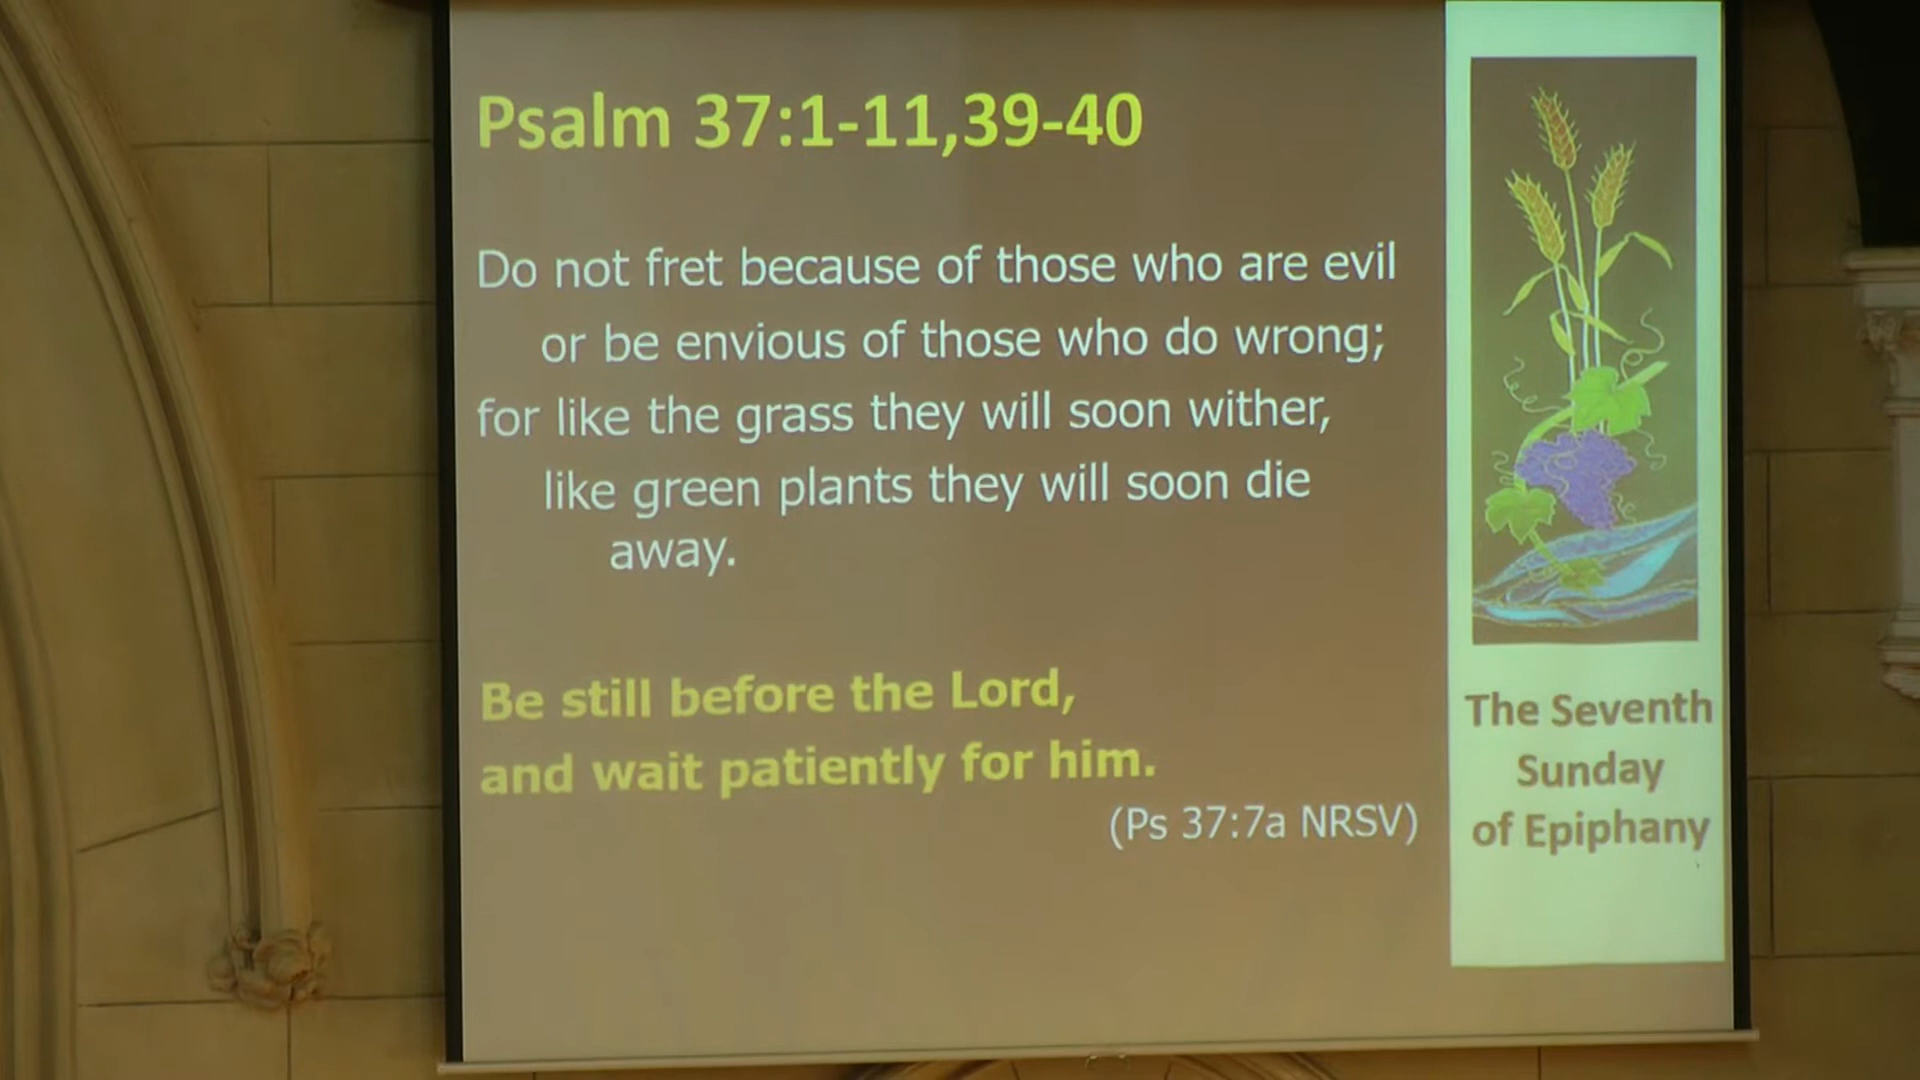 Psalm 37:1-11,39-40
Do not fret because of those who are evil
or be envious of those who do wrong;
for like the grass they will soon wither,
like green plants they will soon die
away.
Be still before the Lord,
and wait patiently for him.
(Ps 37:7a NRSV)
The Seventh
Sunday
of Epiphany